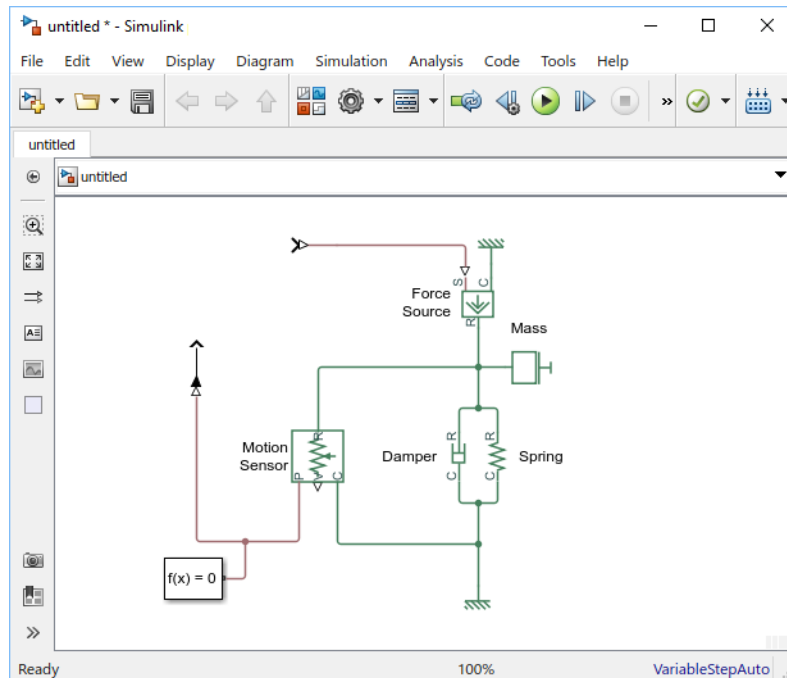 untitled * - Simulink
File Edit View Display Diagram Simulation Analysis Code Tools Help
»
untitled
untitled
S C
Force
Source
R
Mass
Motion
Sensor
R
P V C
Damper
R
C
R
C
Spring
f(x) = 0
A
»
Ready 100% VariableStepAuto